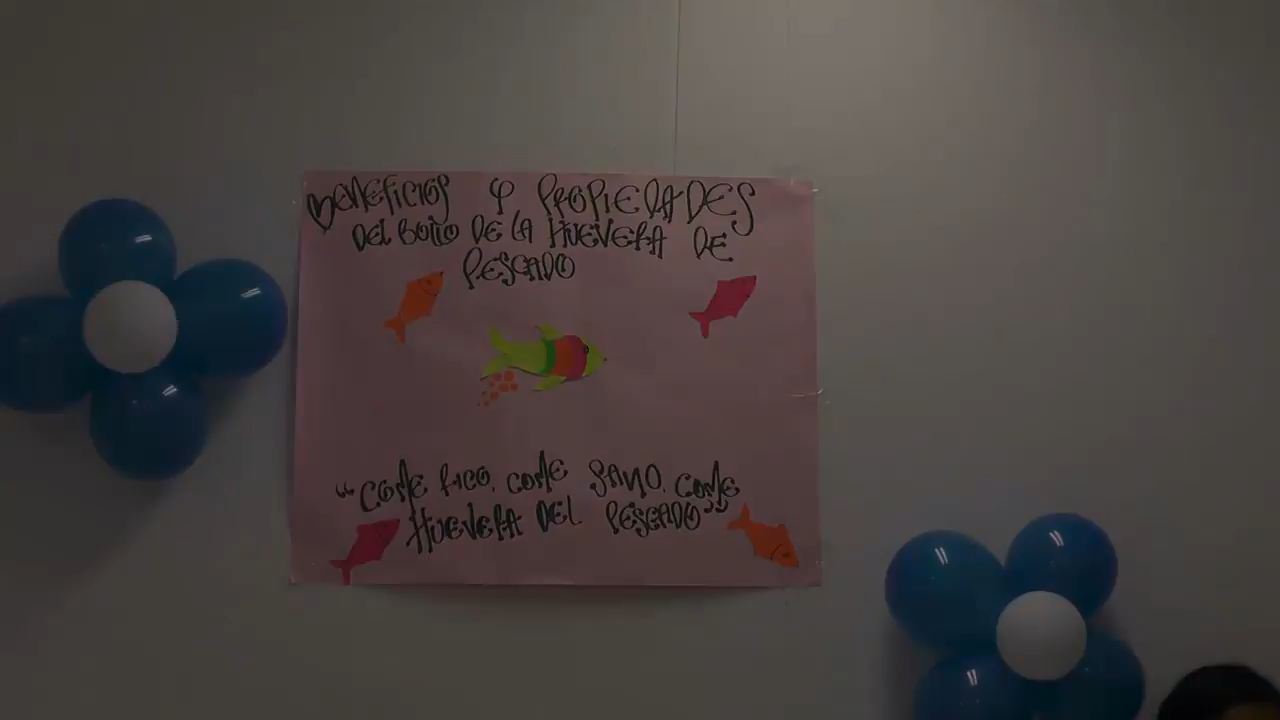 BENEFICIOS Y PROPIEDADES
DEL BOLLO DE LA HUEVERA DE
PESCADO
“COME RICO, COME SANO, COME
HUEVERA DEL PESCADO”